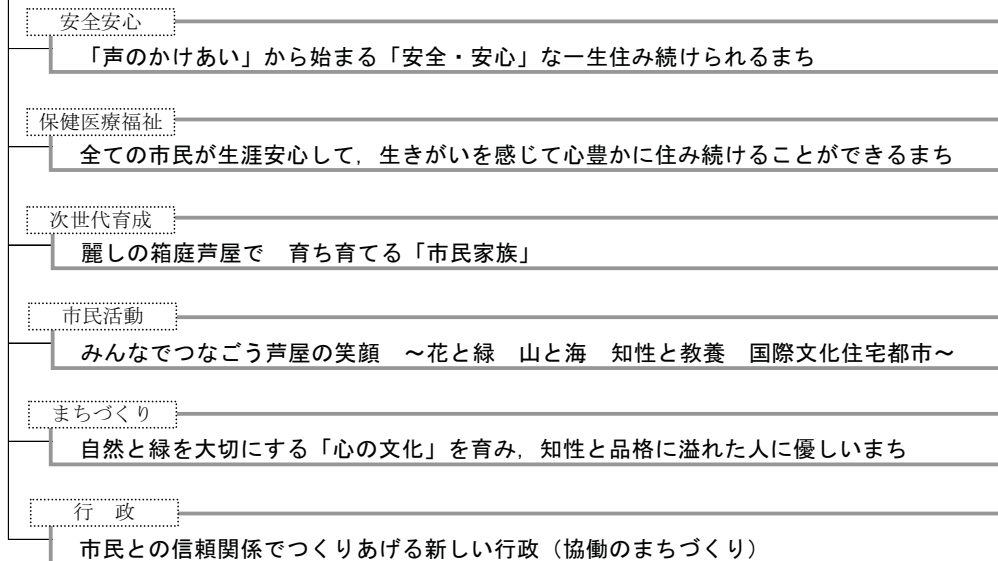 安全安心
「声のかけあい」から始まる「安全・安心」な一生住み続けられるまち
保健医療福祉
全ての市民が生涯安心して，生きがいを感じて心豊かに住み続けることができるまち
次世代育成
麗しの箱庭芦屋で　育ち育てる「市民家族」
市民活動
みんなでつなごう芦屋の笑顔　～花と緑　山と海　知性と教養　国際文化住宅都市～
まちづくり
自然と緑を大切にする「心の文化」を育み，知性と品格に溢れた人に優しいまち
行　政
市民との信頼関係でつくりあげる新しい行政（協働のまちづくり）